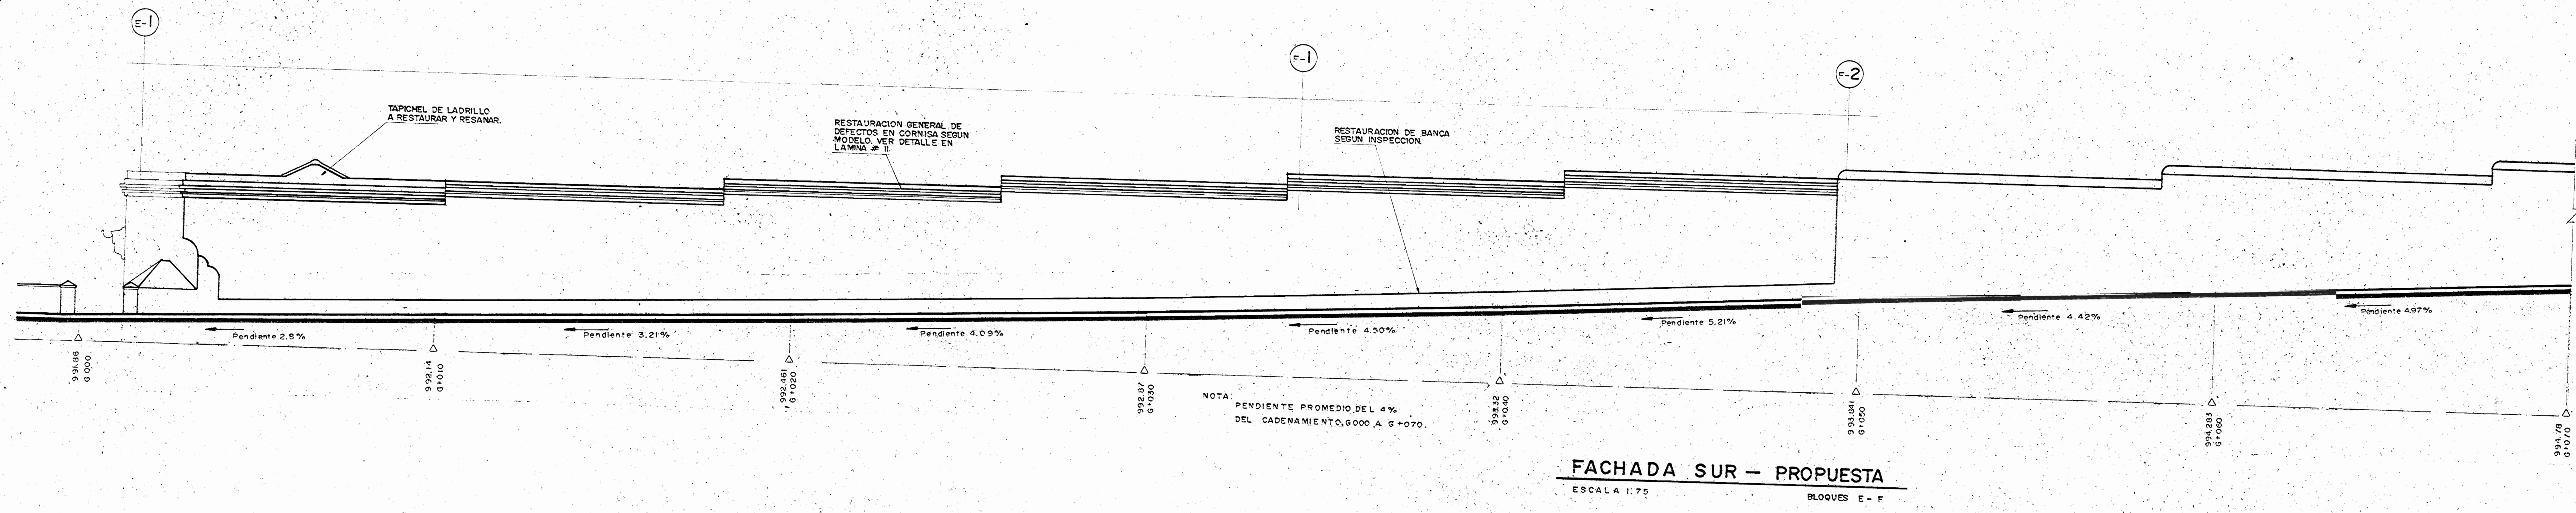 E-1
F-1
F-2
TAPICHEL DE LADRILLO
A RESTAURAR Y RESANAR.
RESTAURACION GENERAL DE
DEFECTOS EN CORNISA SEGUN
MODELO. VER DETALLE EN
LAMINA # 11.
RESTAURACION DE BANCA
SEGUN INSPECCION.
Pendiente 2.8%
Pendiente 3.21%
Pendiente 4.09%
Pendiente 4.50%
Pendiente 5.21%
Pendiente 4.42%
Pendiente 4.97%
991.86
G 000
992.14
G+010
992.461
G+020
992.87
G+030
993.32
G+040
993.841
G+050
994.283
G+060
994.78
G+070
NOTA:
PENDIENTE PROMEDIO DEL 4%
DEL CADENAMIENTO, G000 A G+070.
FACHADA SUR — PROPUESTA
ESCALA 1:75
BLOQUES E - F